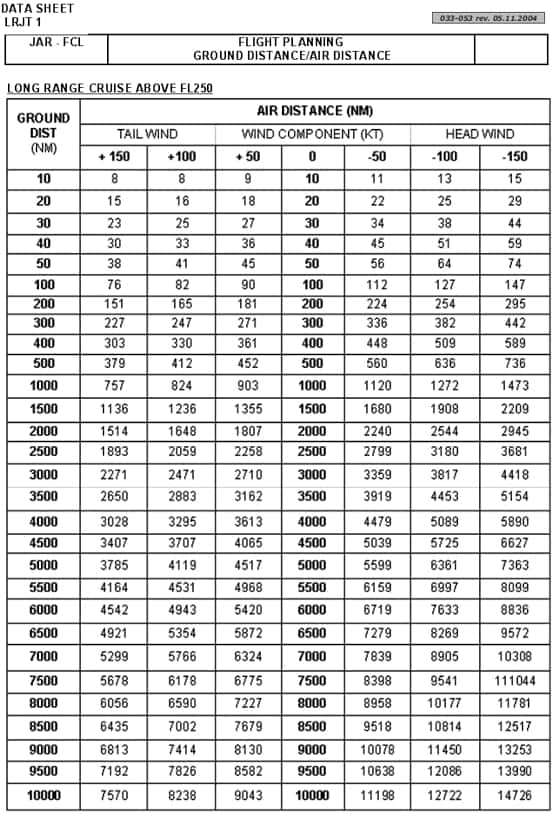 DATA SHEET
LRJT 1
033-053 rev. 05.11.2004
JAR - FCL
FLIGHT PLANNING
GROUND DISTANCE/AIR DISTANCE
LONG RANGE CRUISE ABOVE FL250
GROUND DIST (NM) AIR DISTANCE (NM)
TAIL WIND WIND COMPONENT (KT) HEAD WIND
+ 150 +100 + 50 0 -50 -100 -150
10 8 8 9 10 11 13 15
20 15 16 18 20 22 25 29
30 23 25 27 30 34 38 44
40 30 33 36 40 45 51 59
50 38 41 45 50 56 64 74
100 76 82 90 100 112 127 147
200 151 165 181 200 224 254 295
300 227 247 271 300 336 382 442
400 303 330 361 400 448 509 589
500 379 412 452 500 560 636 736
1000 757 824 903 1000 1120 1272 1473
1500 1136 1236 1355 1500 1680 1908 2209
2000 1514 1648 1807 2000 2240 2544 2945
2500 1893 2059 2258 2500 2799 3180 3681
3000 2271 2471 2710 3000 3359 3817 4418
3500 2650 2883 3162 3500 3919 4453 5154
4000 3028 3295 3613 4000 4479 5089 5890
4500 3407 3707 4065 4500 5039 5725 6627
5000 3785 4119 4517 5000 5599 6361 7363
5500 4164 4531 4968 5500 6159 6997 8099
6000 4542 4943 5420 6000 6719 7633 8836
6500 4921 5354 5872 6500 7279 8269 9572
7000 5299 5766 6324 7000 7839 8905 10308
7500 5678 6178 6775 7500 8398 9541 111044
8000 6056 6590 7227 8000 8958 10177 11781
8500 6435 7002 7679 8500 9518 10814 12517
9000 6813 7414 8130 9000 10078 11450 13253
9500 7192 7826 8582 9500 10638 12086 13990
10000 7570 8238 9043 10000 11198 12722 14726